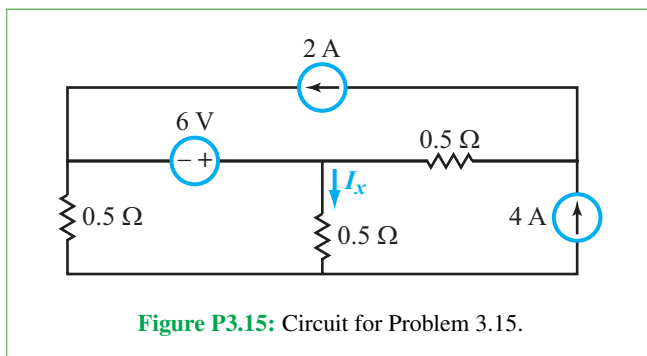 2 A
6 V
− +
0.5 Ω
I_x
0.5 Ω
0.5 Ω
4 A
Figure P3.15: Circuit for Problem 3.15.